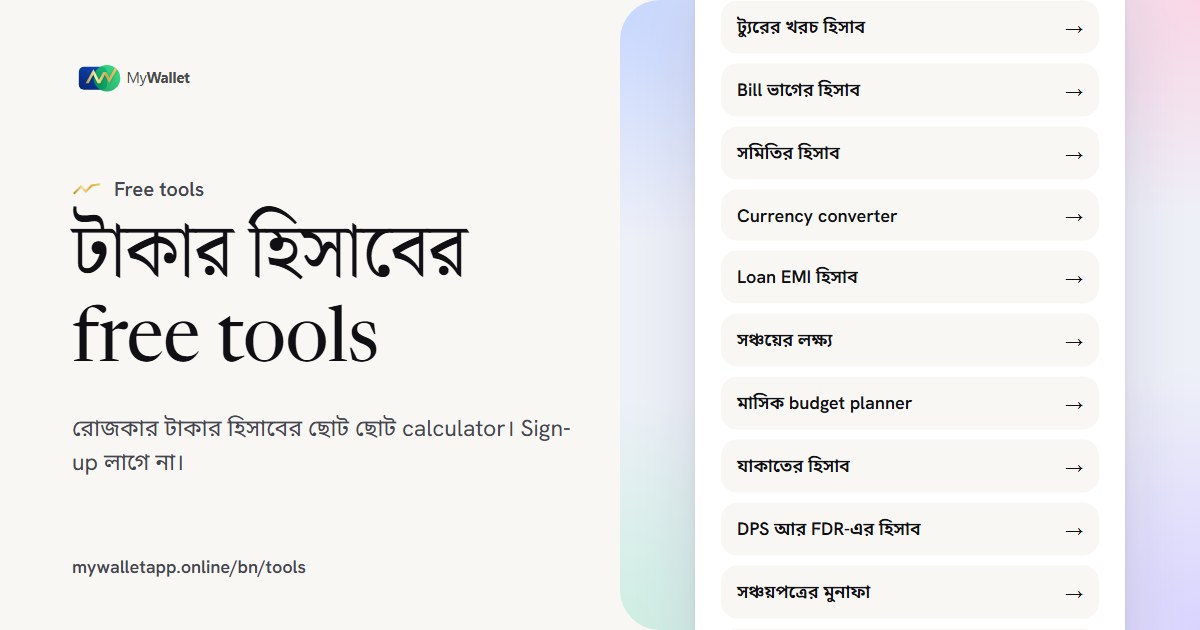 MyWallet
Free tools
টাকার হিসাবের
free tools
রোজকার টাকার হিসাবের ছোট ছোট calculator। Sign-
up লাগে না।
mywalletapp.online/bn/tools
ট্যুরের খরচ হিসাব →
Bill ভাগের হিসাব →
সমিতির হিসাব →
Currency converter →
Loan EMI হিসাব →
সঞ্চয়ের লক্ষ্য →
মাসিক budget planner →
যাকাতের হিসাব →
DPS আর FDR-এর হিসাব →
সঞ্চয়পত্রের মুনাফা →